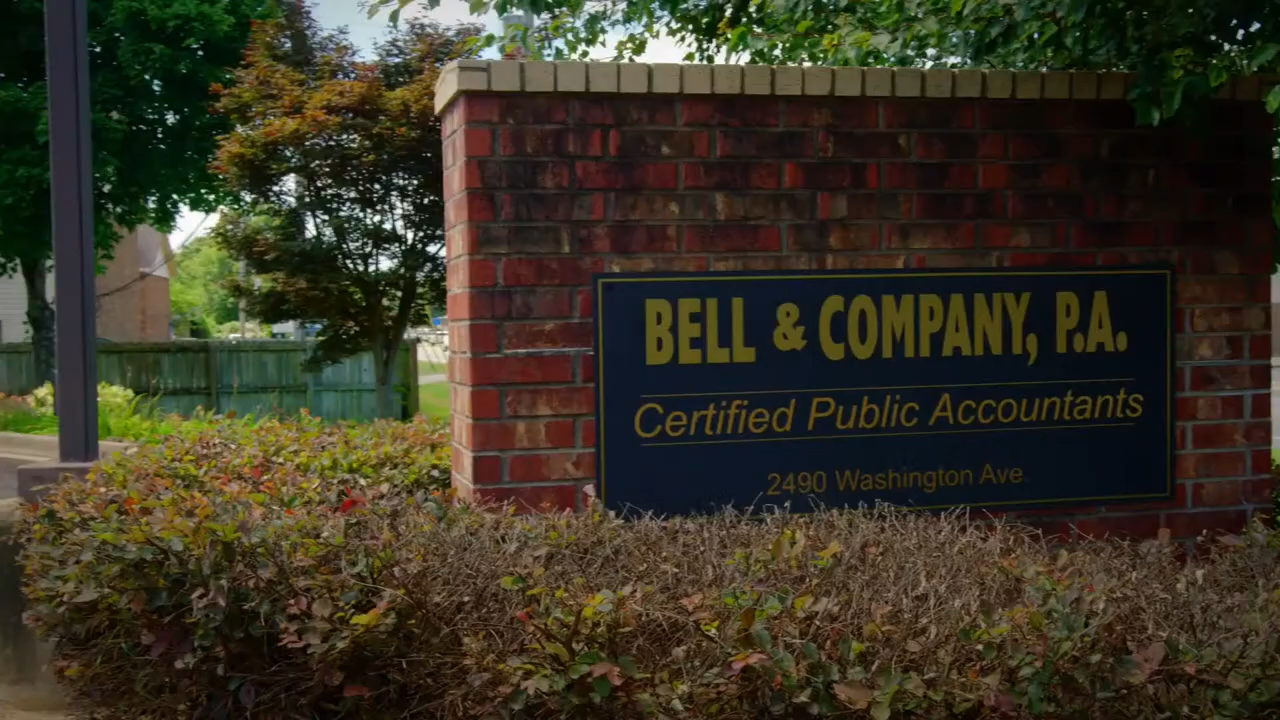 BELL & COMPANY, P.A.
Certified Public Accountants
2490 Washington Ave